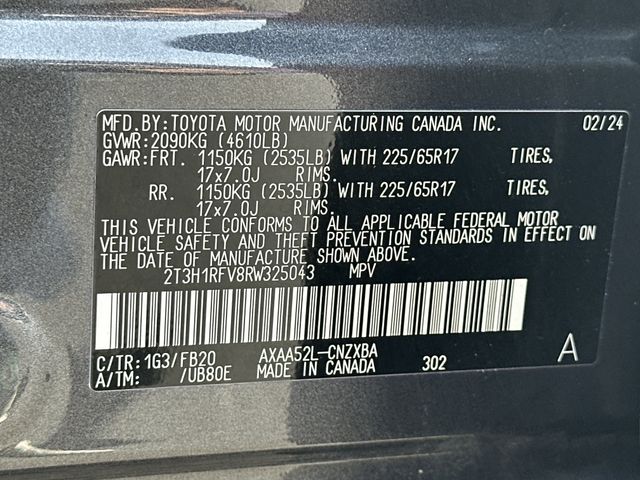 MFD.BY:TOYOTA MOTOR MANUFACTURING CANADA INC. 02/24
GVWR:2090KG (4610LB)
GAWR:FRT. 1150KG (2535LB) WITH 225/65R17 TIRES,
17x7.0J RIMS.
RR. 1150KG (2535LB) WITH 225/65R17 TIRES,
17x7.0J RIMS.
THIS VEHICLE CONFORMS TO ALL APPLICABLE FEDERAL MOTOR
VEHICLE SAFETY AND THEFT PREVENTION STANDARDS IN EFFECT ON
THE DATE OF MANUFACTURE SHOWN ABOVE.
2T3H1RFV8RW325043 MPV
C/TR:1G3/FB20 AXAA52L-CNZXBA
A/TM: /UB80E MADE IN CANADA 302 A